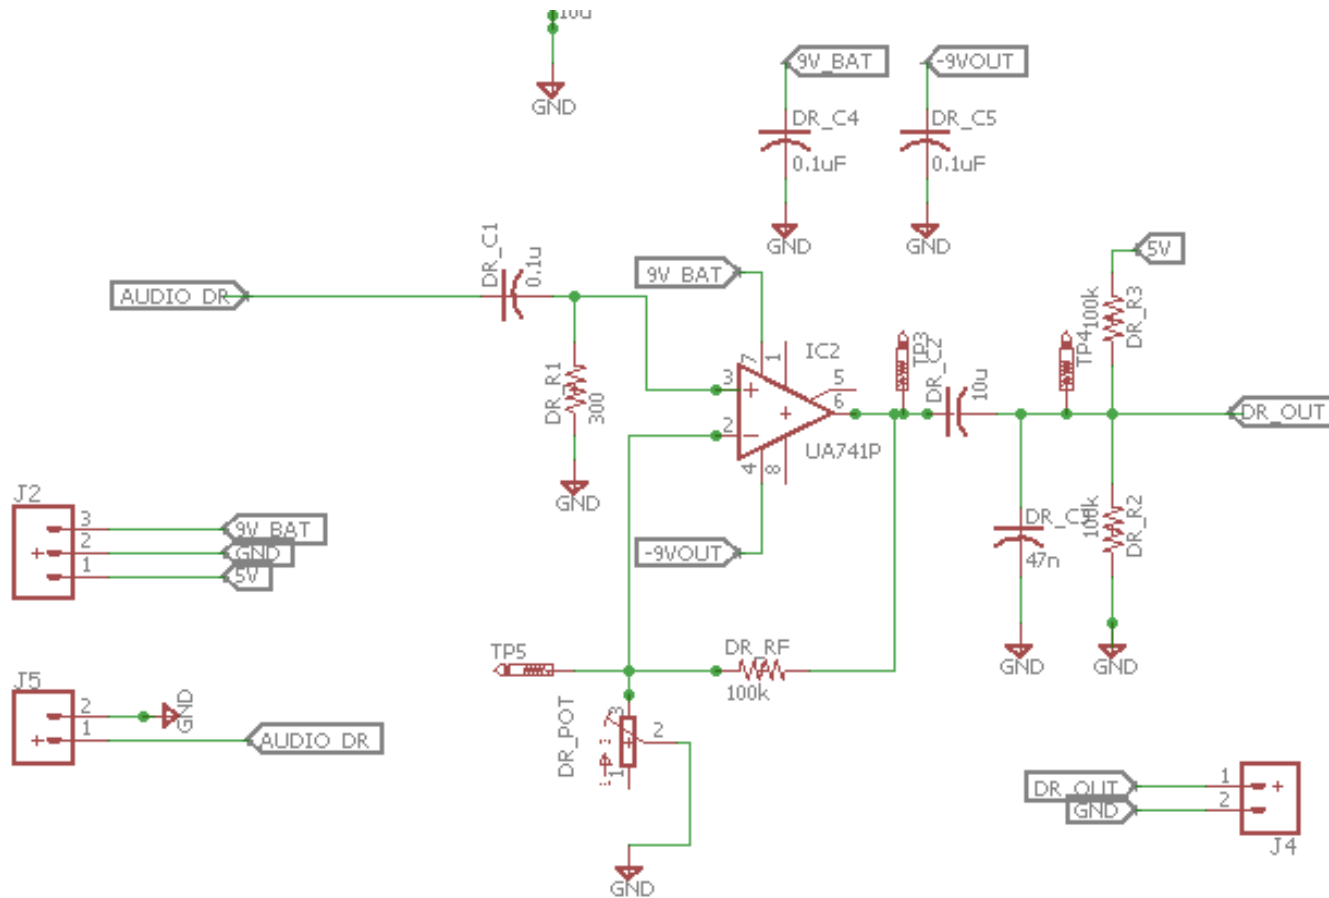 10u
GND
9V_BAT
-9VOUT
DR_C4
0.1uF
DR_C5
0.1uF
GND
GND
DR_C1
0.1u
AUDIO_DR
9V_BAT
5V
DR_R3
100k
TP4
TP3
DR_C2
10u
IC2
7
1
3
5
6
2
4
8
UA741P
DR_R1
300
GND
DR_OUT
-9VOUT
DR_R2
100k
47n
GND
GND
J2
3
9V_BAT
2
GND
1
5V
TP5
DR_RF
100k
DR_POT
3
2
1
GND
J5
2
GND
1
AUDIO_DR
DR_OUT
1
GND
2
J4